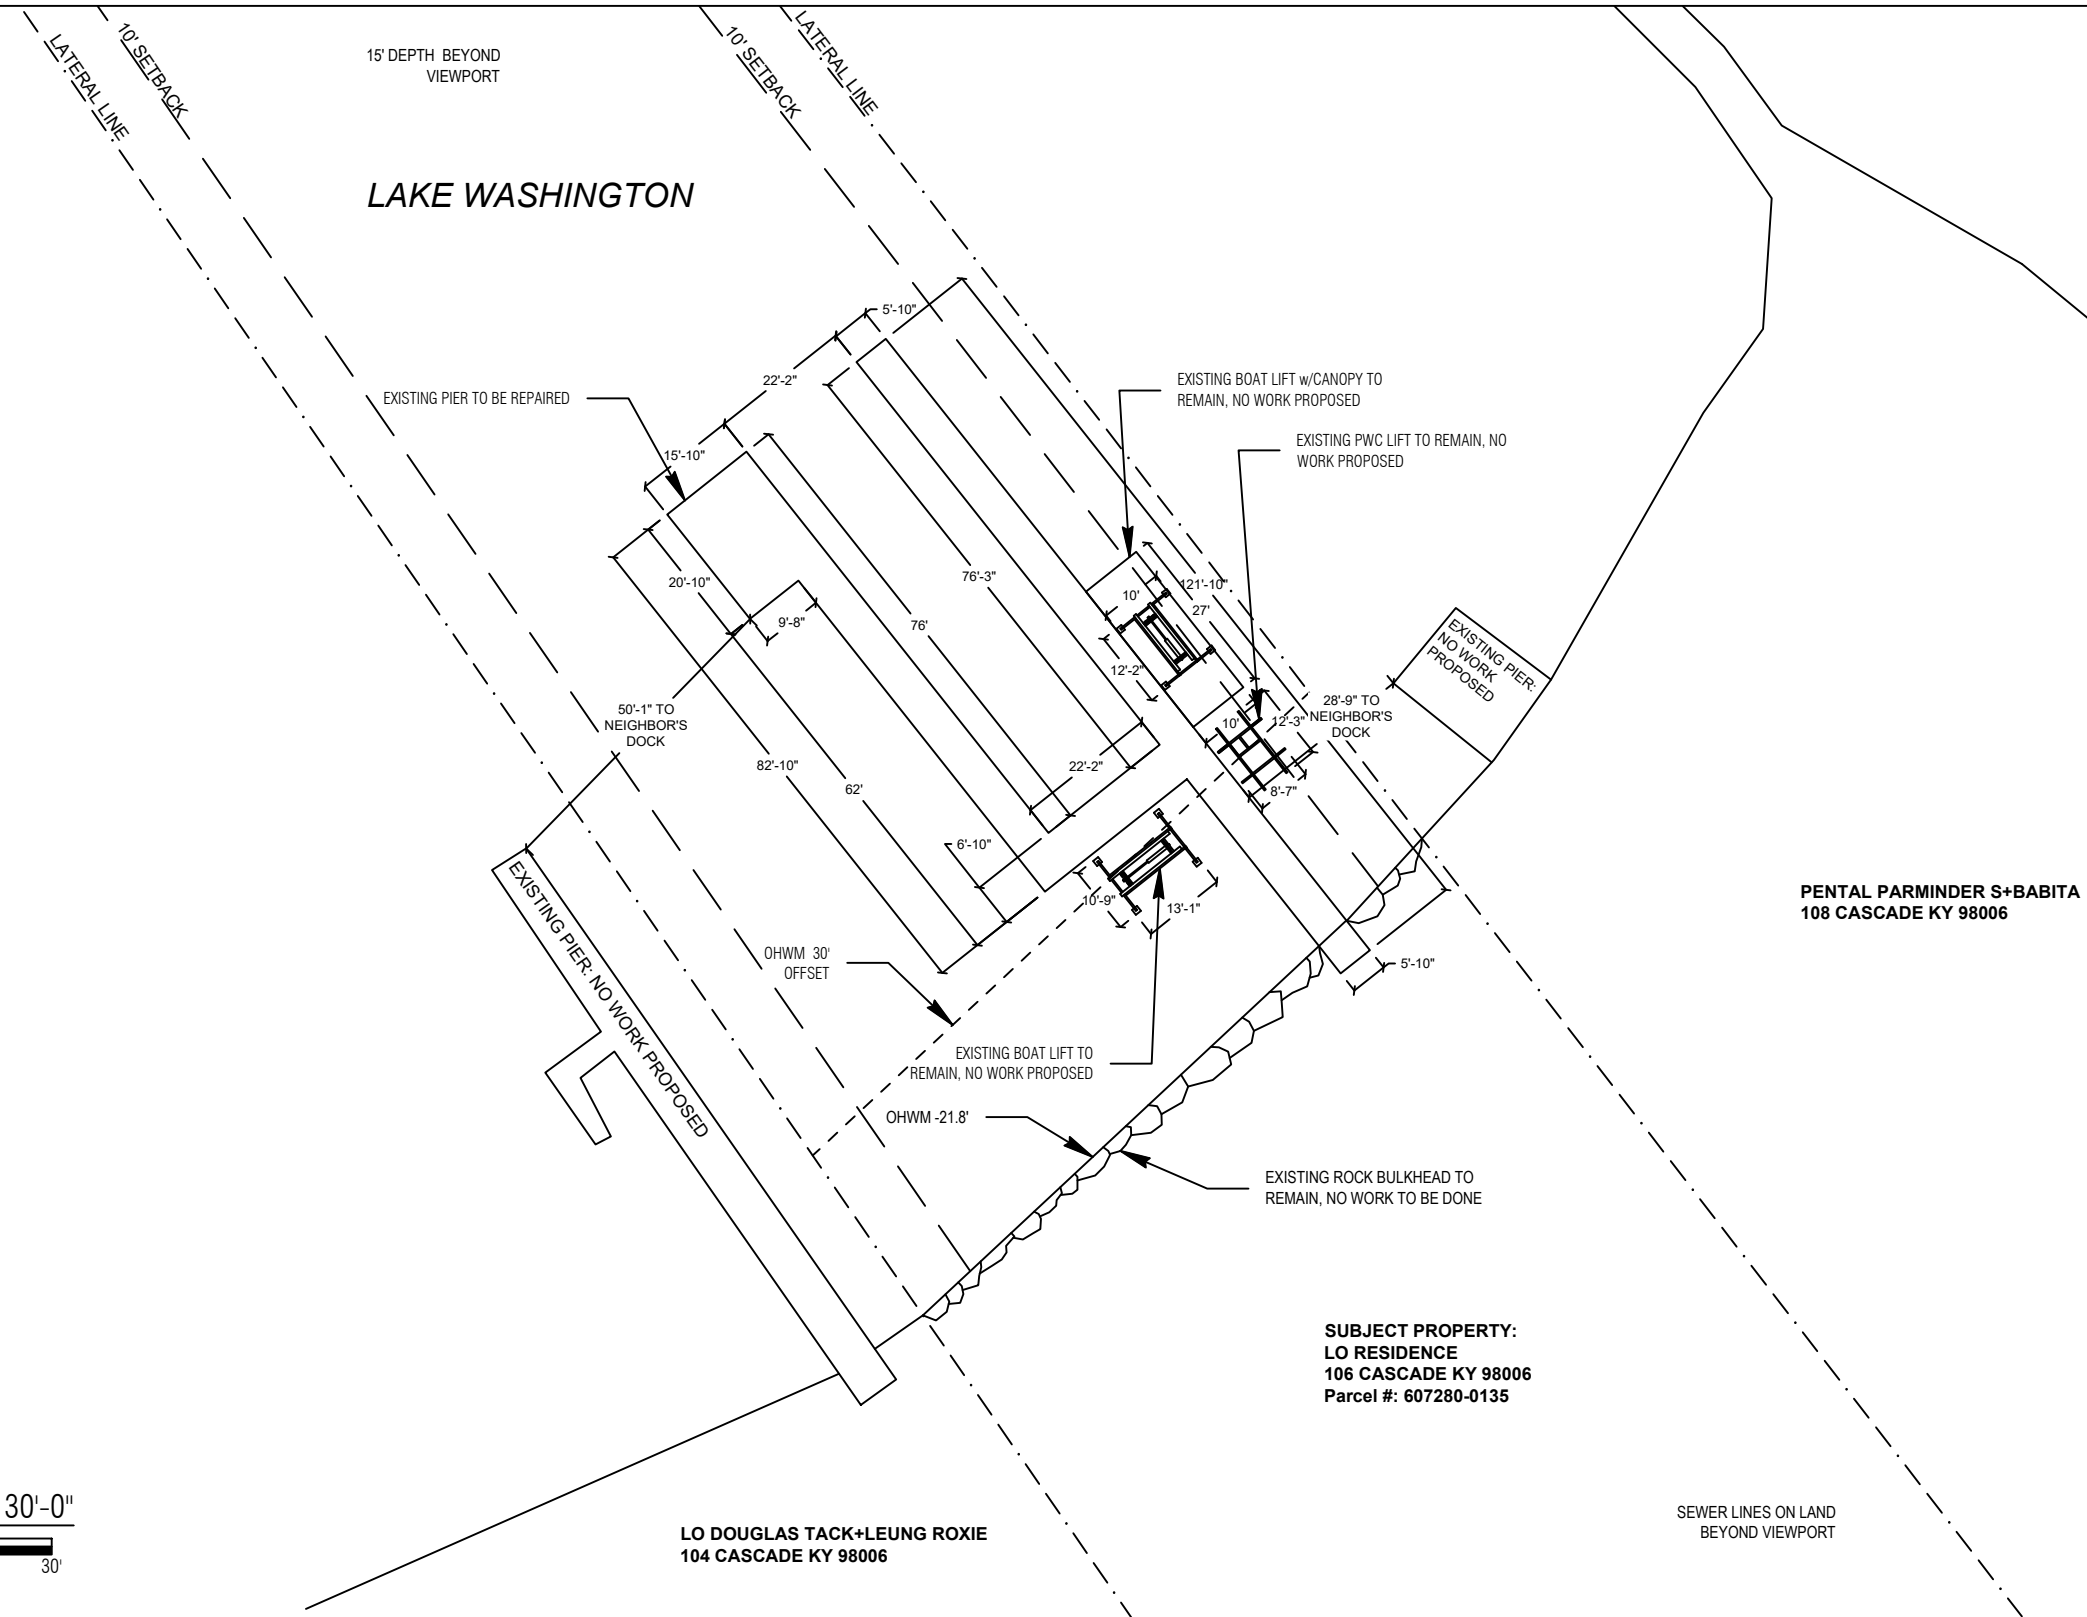 LATERAL LINE
10' SETBACK
15' DEPTH BEYOND
VIEWPORT
10' SETBACK
LATERAL LINE
LAKE WASHINGTON
5'-10"
22'-2"
EXISTING PIER TO BE REPAIRED
15'-10"
EXISTING BOAT LIFT w/CANOPY TO
REMAIN, NO WORK PROPOSED
EXISTING PWC LIFT TO REMAIN, NO
WORK PROPOSED
20'-10"
9'-8"
76'
76'-3"
10'
121'-10"
27'
12'-2"
EXISTING PIER:
NO WORK
PROPOSED
50'-1" TO
NEIGHBOR'S
DOCK
82'-10"
62'
22'-2"
10'
12'-3"
28'-9" TO
NEIGHBOR'S
DOCK
8'-7"
6'-10"
10'-9"
13'-1"
EXISTING PIER: NO WORK PROPOSED
PENTAL PARMINDER S+BABITA
108 CASCADE KY 98006
OHWM 30'
OFFSET
5'-10"
EXISTING BOAT LIFT TO
REMAIN, NO WORK PROPOSED
OHWM -21.8'
EXISTING ROCK BULKHEAD TO
REMAIN, NO WORK TO BE DONE
SUBJECT PROPERTY:
LO RESIDENCE
106 CASCADE KY 98006
Parcel #: 607280-0135
30'-0"
30'
LO DOUGLAS TACK+LEUNG ROXIE
104 CASCADE KY 98006
SEWER LINES ON LAND
BEYOND VIEWPORT